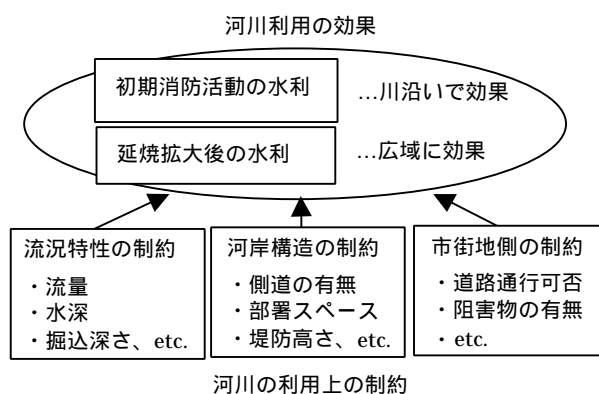 河川利用の効果
初期消防活動の水利
…川沿いで効果
延焼拡大後の水利
…広域に効果
流況特性の制約
・流量
・水深
・掘込深さ、etc.
河岸構造の制約
・側道の有無
・部署スペース
・堤防高さ、etc.
市街地側の制約
・道路通行可否
・阻害物の有無
・etc.
河川の利用上の制約